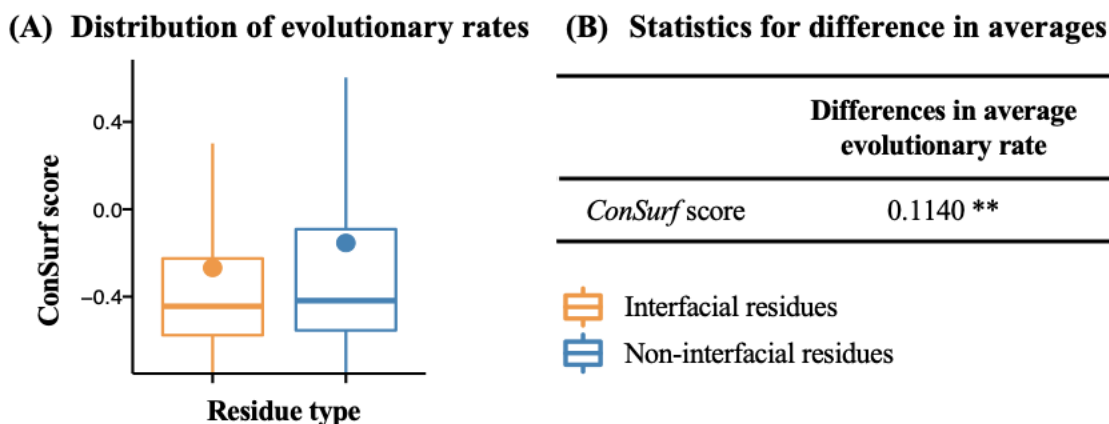 (A) Distribution of evolutionary rates
ConSurf score
0.4
0.0
−0.4
Residue type
(B) Statistics for difference in averages
Differences in average
evolutionary rate
ConSurf score 0.1140 **
Interfacial residues
Non-interfacial residues